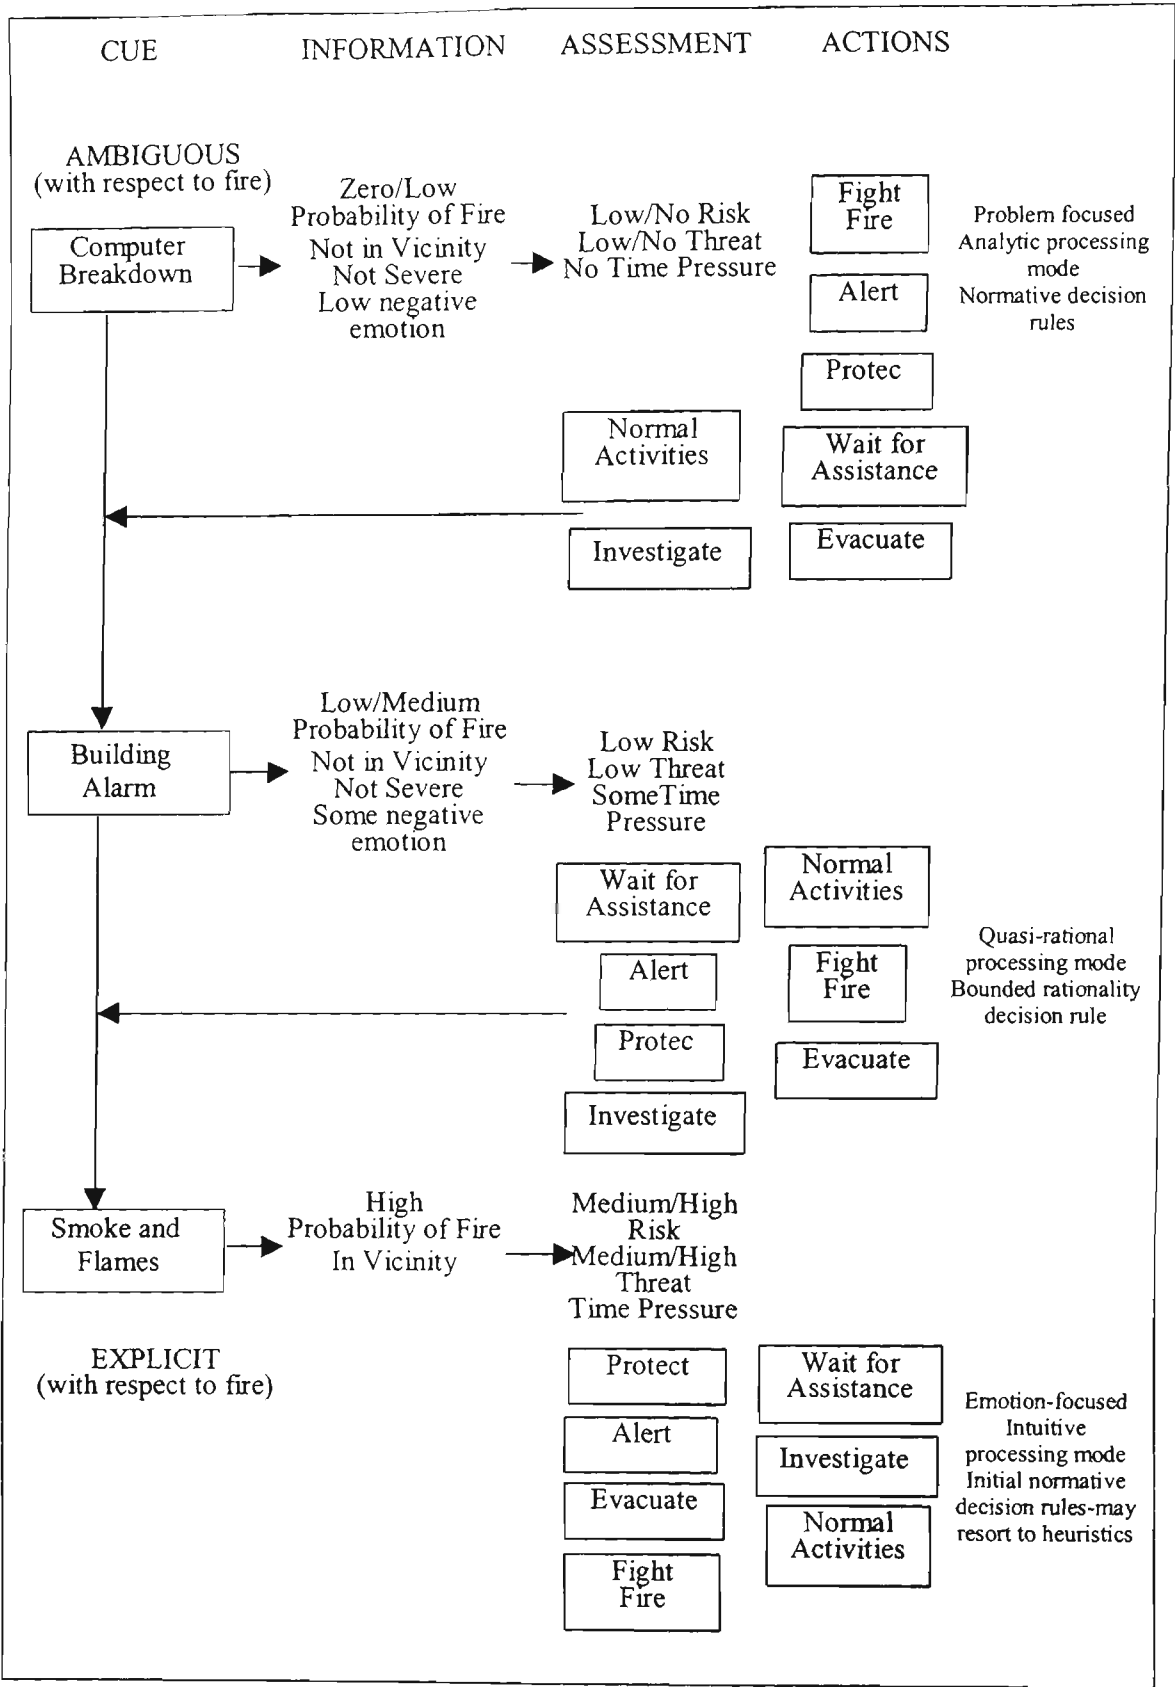 CUE
INFORMATION
ASSESSMENT
ACTIONS
AMBIGUOUS
(with respect to fire)
Computer
Breakdown
Zero/Low
Probability of Fire
Not in Vicinity
Not Severe
Low negative
emotion
Low/No Risk
Low/No Threat
No Time Pressure
Fight
Fire
Alert
Protec
Wait for
Assistance
Evacuate
Normal
Activities
Investigate
Problem focused
Analytic processing
mode
Normative decision
rules
Building
Alarm
Low/Medium
Probability of Fire
Not in Vicinity
Not Severe
Some negative
emotion
Low Risk
Low Threat
SomeTime
Pressure
Wait for
Assistance
Alert
Protec
Investigate
Normal
Activities
Fight
Fire
Evacuate
Quasi-rational
processing mode
Bounded rationality
decision rule
Smoke and
Flames
High
Probability of Fire
In Vicinity
Medium/High
Risk
Medium/High
Threat
Time Pressure
EXPLICIT
(with respect to fire)
Protect
Alert
Evacuate
Fight
Fire
Wait for
Assistance
Investigate
Normal
Activities
Emotion-focused
Intuitive
processing mode
Initial normative
decision rules-may
resort to heuristics